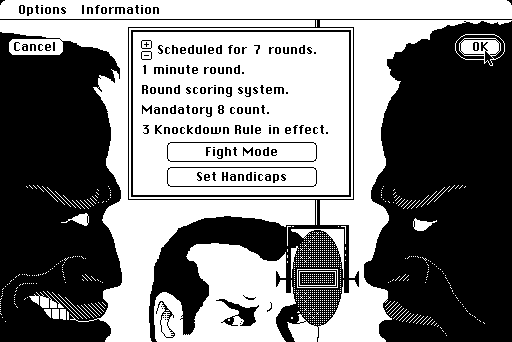 Options Information
Cancel
OK
Scheduled for 7 rounds.
1 minute round.
Round scoring system.
Mandatory 8 count.
3 Knockdown Rule in effect.
Fight Mode
Set Handicaps